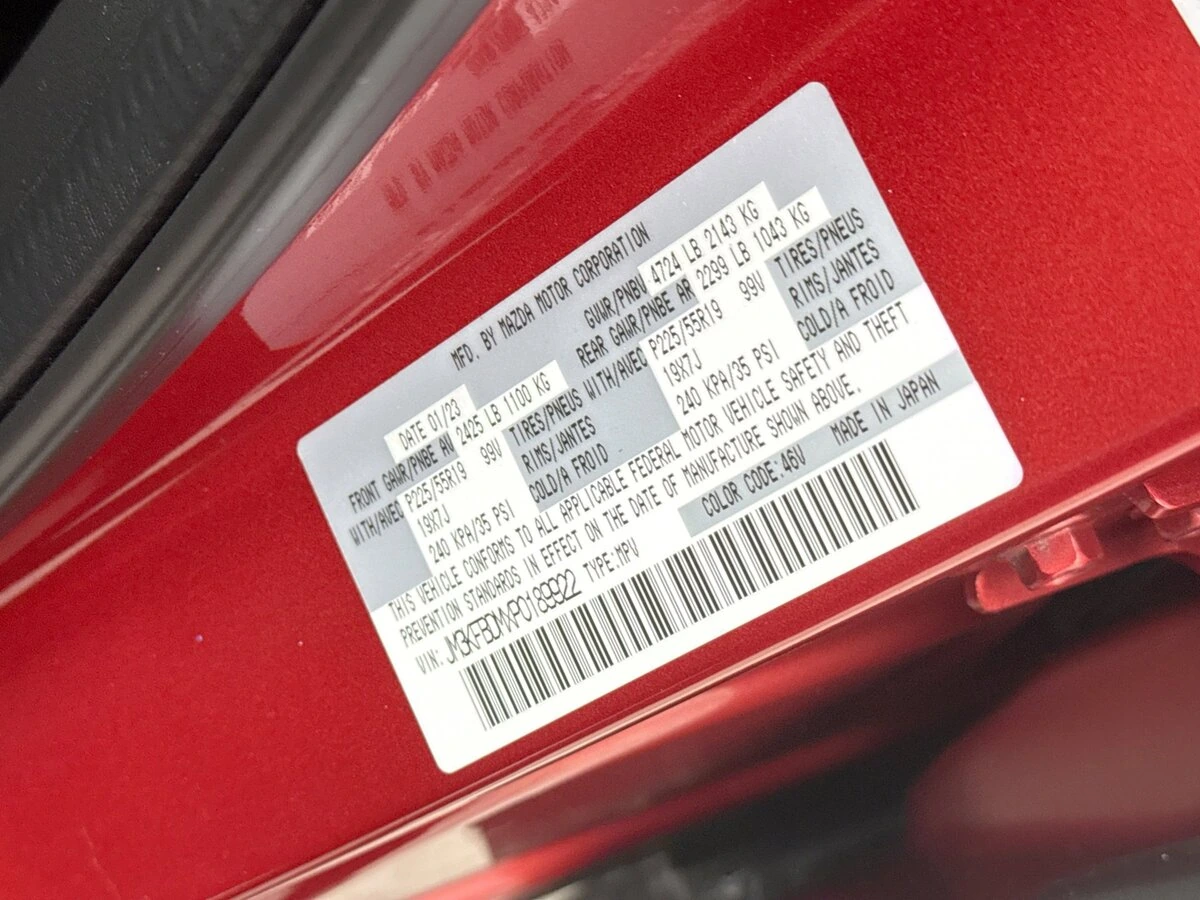 MFD. BY MAZDA MOTOR CORPORATION
DATE 01/23 GVWR/PNBV 4724 LB 2143 KG
FRONT GAWR/PNBE AV 2425 LB 1100 KG REAR GAWR/PNBE AR 2299 LB 1043 KG
WITH/AVEC P225/55R19 99V TIRES/PNEUS WITH/AVEC P225/55R19 99V TIRES/PNEUS
19X7J RIMS/JANTES 19X7J RIMS/JANTES
240 KPA/35 PSI COLD/A FROID 240 KPA/35 PSI COLD/A FROID
THIS VEHICLE CONFORMS TO ALL APPLICABLE FEDERAL MOTOR VEHICLE SAFETY AND THEFT
PREVENTION STANDARDS IN EFFECT ON THE DATE OF MANUFACTURE SHOWN ABOVE.
VIN: JM3KFBDMXP0189922 TYPE:MPV COLOR CODE:46V MADE IN JAPAN